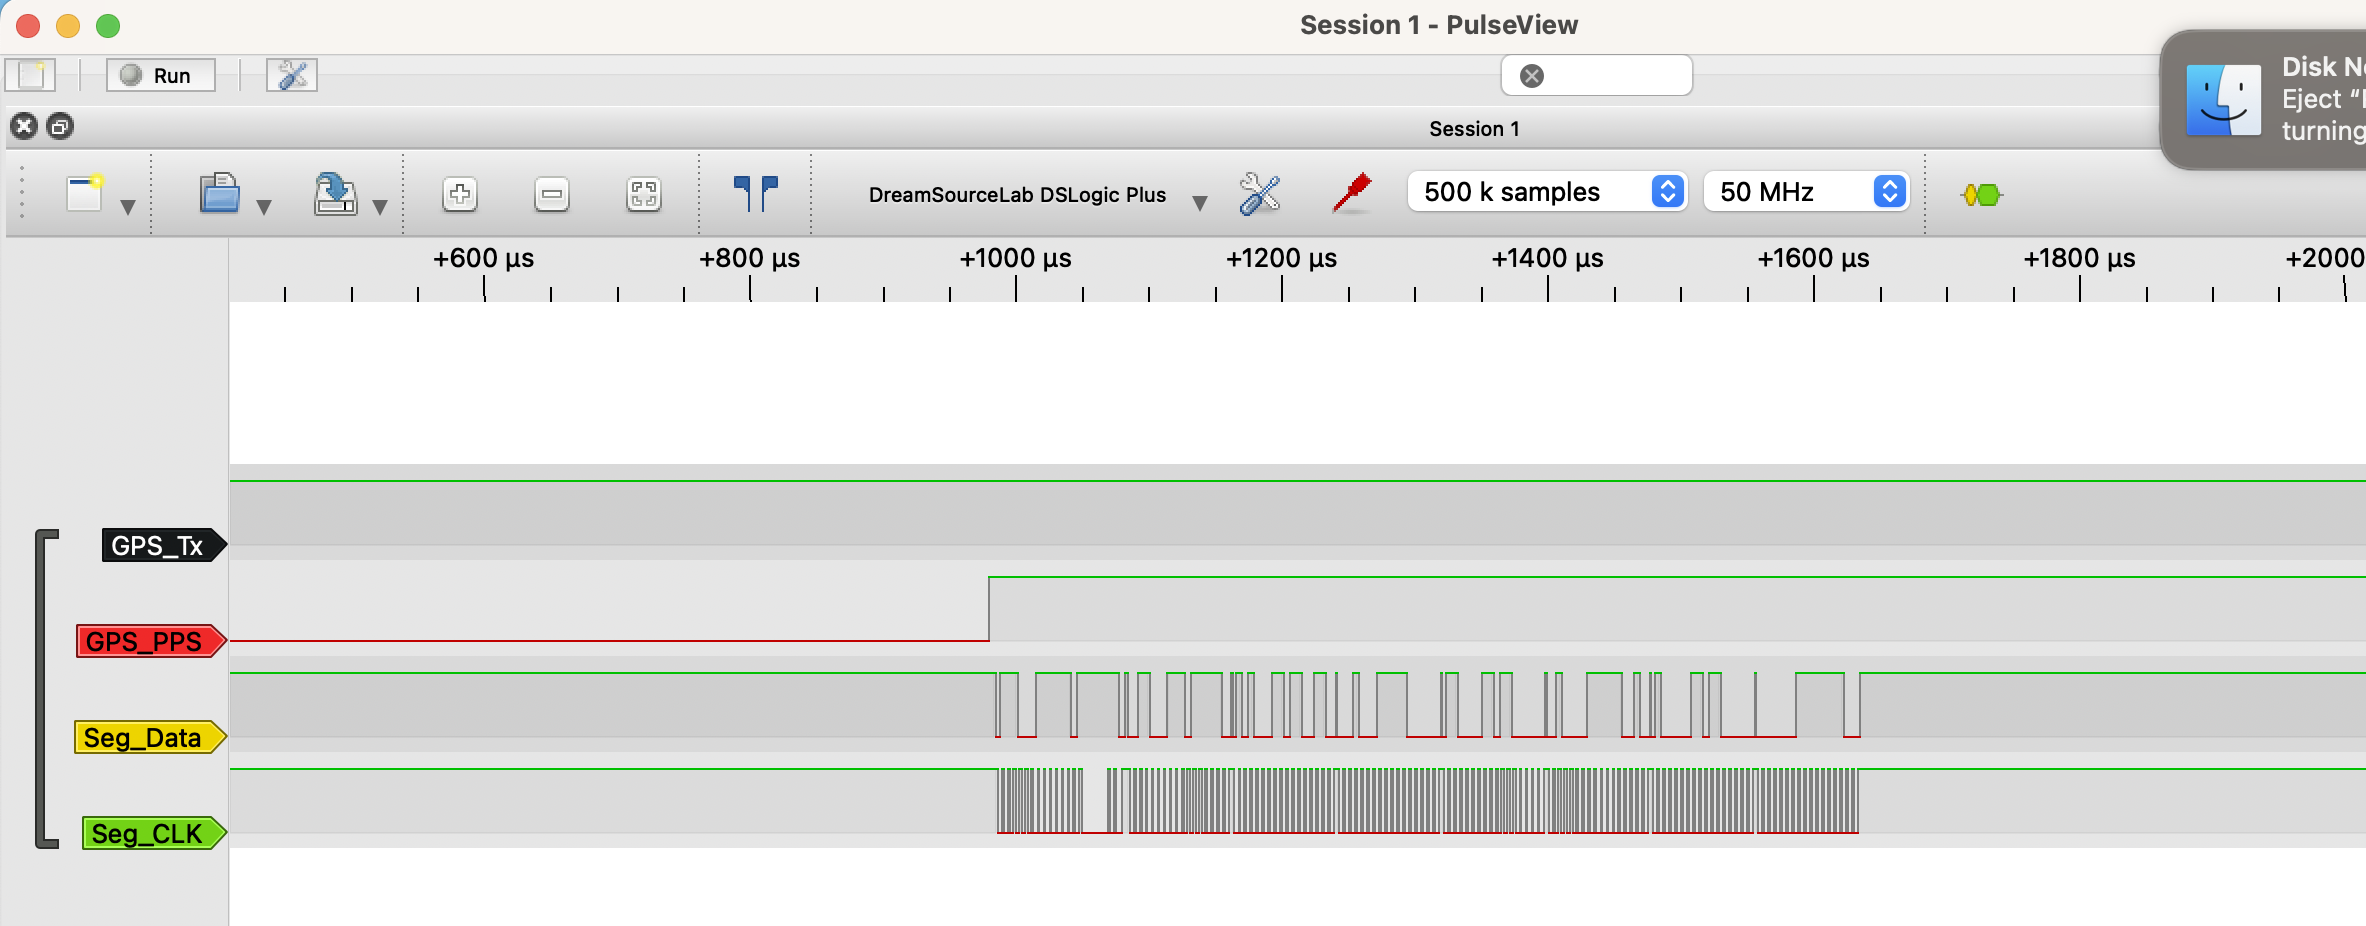 Session 1 - PulseView
Run
Disk N
Eject “
turning
Session 1
DreamSourceLab DSLogic Plus
500 k samples
50 MHz
+600 µs
+800 µs
+1000 µs
+1200 µs
+1400 µs
+1600 µs
+1800 µs
+2000
GPS_Tx
GPS_PPS
Seg_Data
Seg_CLK